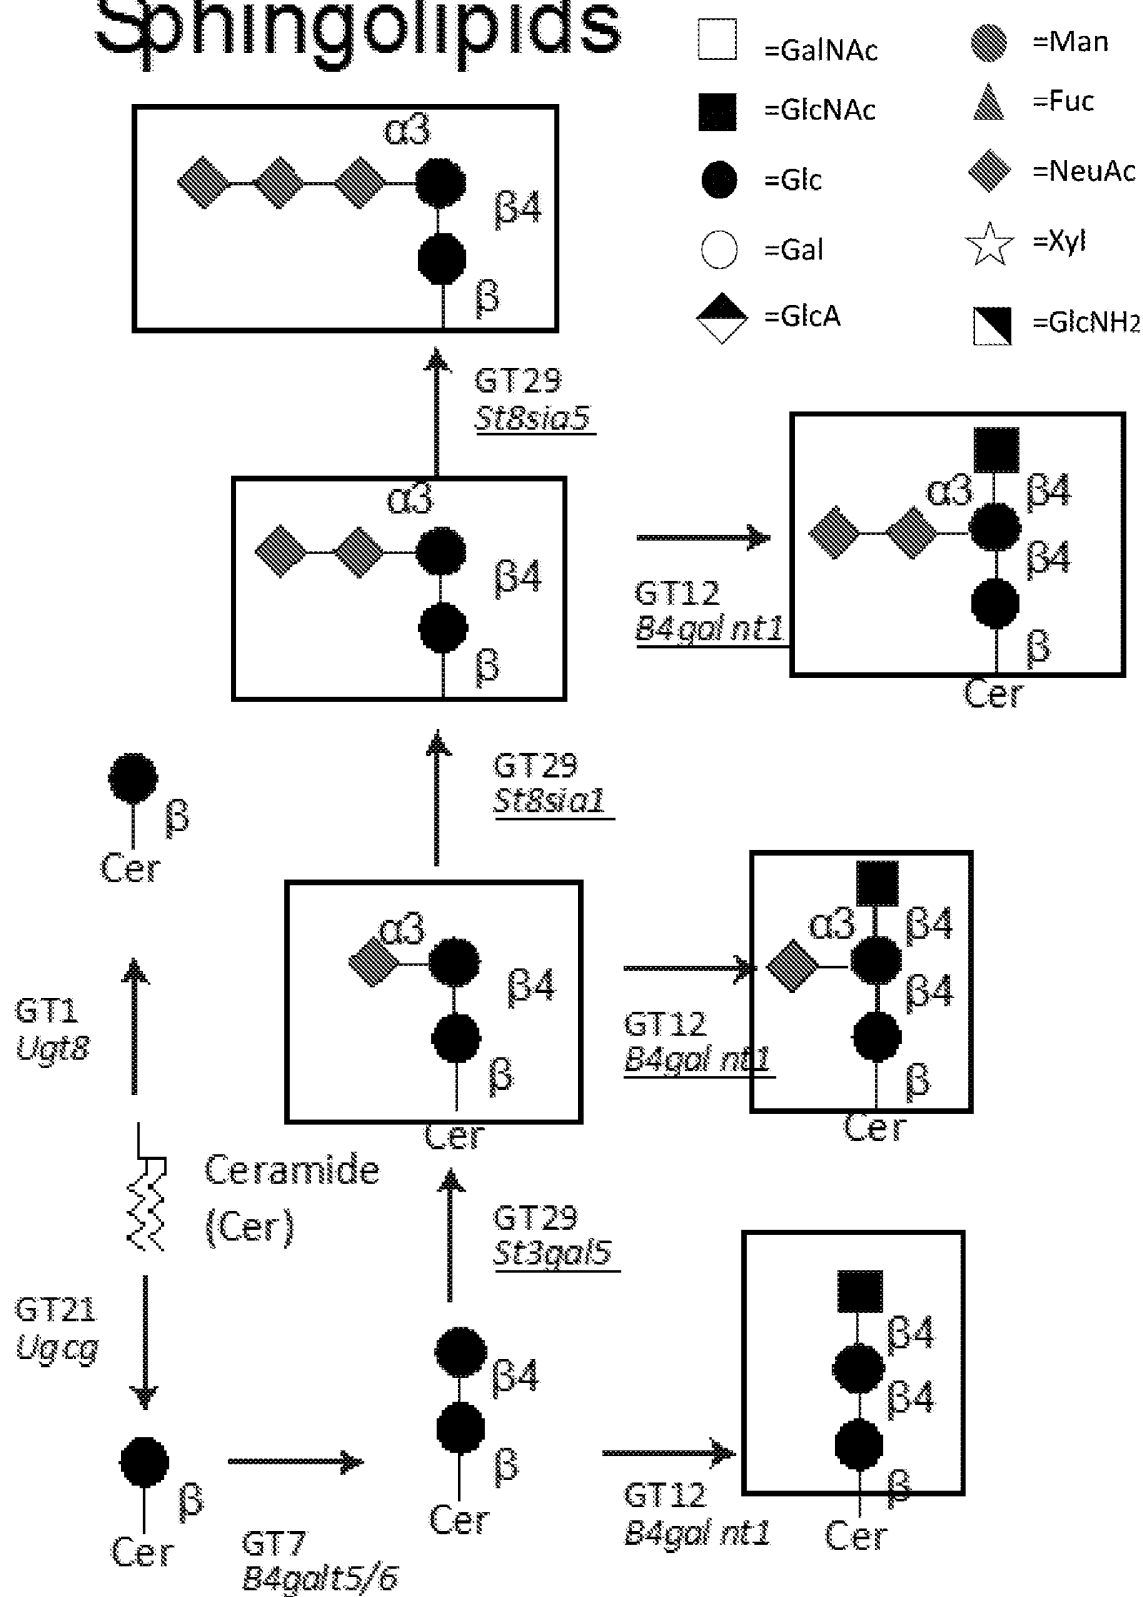 Sphingolipids
=GalNAc
=Man
=GlcNAc
=Fuc
=Glc
=NeuAc
=Gal
=Xyl
=GlcA
=GlcNH2
α3
β4
β
GT29
St8sia5
α3
β4
β
α3
β4
β4
β
Cer
GT12
B4galnt1
GT29
St8sia1
β
Cer
α3
β4
β
Cer
α3
β4
β4
β
Cer
GT12
B4galnt1
GT1
Ugt8
Ceramide
(Cer)
GT29
St3gal5
GT21
Ugcg
β4
β
Cer
β4
β4
β
Cer
β
Cer
GT7
B4galt5/6
GT12
B4galnt1